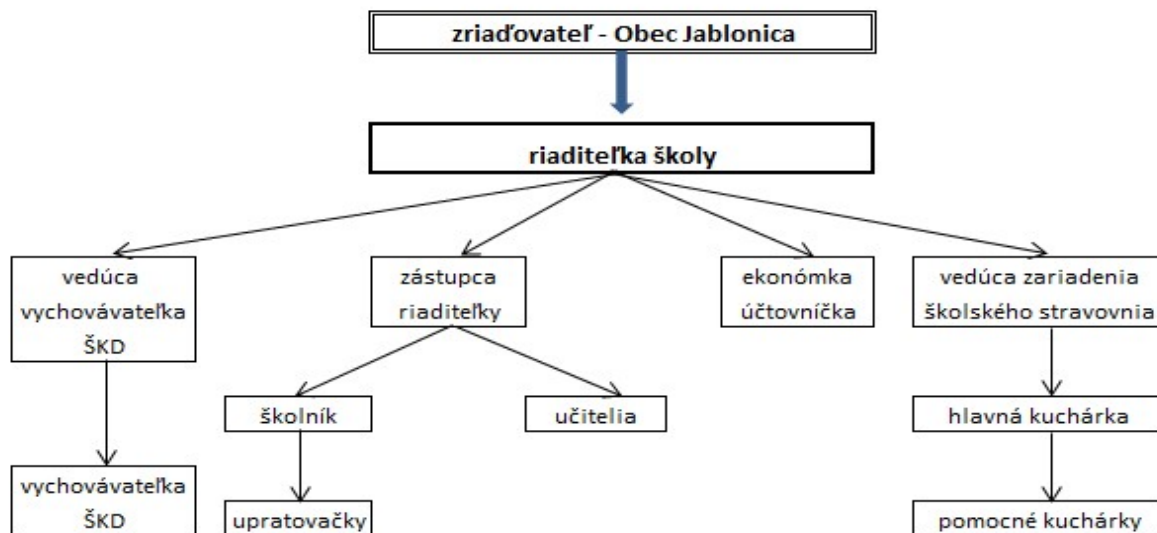 zriaďovateľ - Obec Jablonica
riaditeľka školy
vedúca
vychovávateľka
ŠKD
zástupca
riaditeľky
ekonómka
účtovníčka
vedúca zariadenia
školského stravovnia
školník
učitelia
hlavná kuchárka
vychovávateľka
ŠKD
upratovačky
pomocné kuchárky